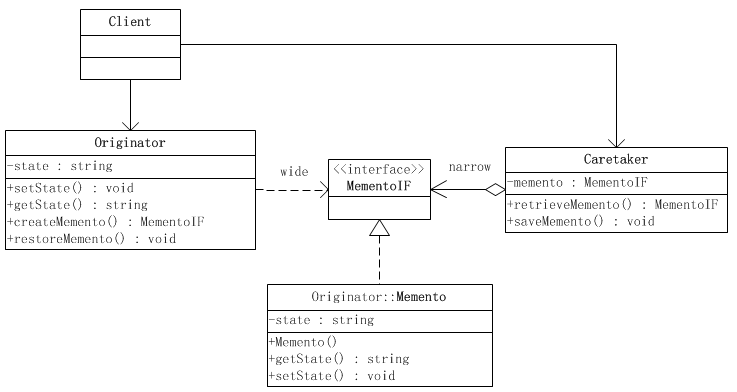 Client
Originator
-state : string
+setState() : void
+getState() : string
+createMemento() : MementoIF
+restoreMemento() : void
wide
<<interface>>
MementoIF
narrow
Caretaker
-memento : MementoIF
+retrieveMemento() : MementoIF
+saveMemento() : void
Originator::Memento
-state : string
+Memento()
+getState() : string
+setState() : void